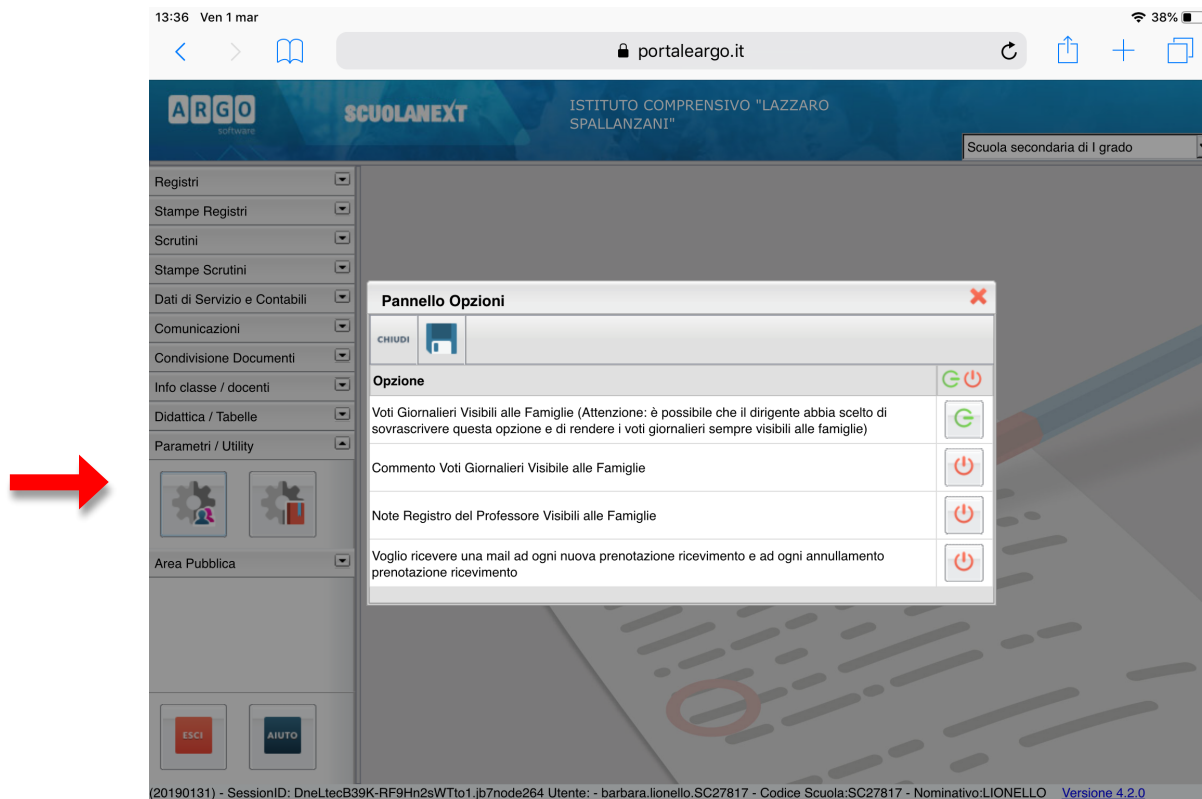 13:36 Ven 1 mar
38%
portaleargo.it
ARGO
software
SCUOLANEXT
ISTITUTO COMPRENSIVO "LAZZARO
SPALLANZANI"
Scuola secondaria di I grado
Registri
Stampe Registri
Scrutini
Stampe Scrutini
Dati di Servizio e Contabili
Comunicazioni
Condivisione Documenti
Info classe / docenti
Didattica / Tabelle
Parametri / Utility
Area Pubblica
ESCI
AIUTO
Pannello Opzioni
CHIUDI
Opzione
Voti Giornalieri Visibili alle Famiglie (Attenzione: è possibile che il dirigente abbia scelto di
sovrascrivere questa opzione e di rendere i voti giornalieri sempre visibili alle famiglie)
Commento Voti Giornalieri Visibile alle Famiglie
Note Registro del Professore Visibili alle Famiglie
Voglio ricevere una mail ad ogni nuova prenotazione ricevimento e ad ogni annullamento
prenotazione ricevimento
(20190131) - SessionID: DneLtecB39K-RF9Hn2sWTto1.jb7node264 Utente: - barbara.lionello.SC27817 - Codice Scuola:SC27817 - Nominativo:LIONELLO Versione 4.2.0